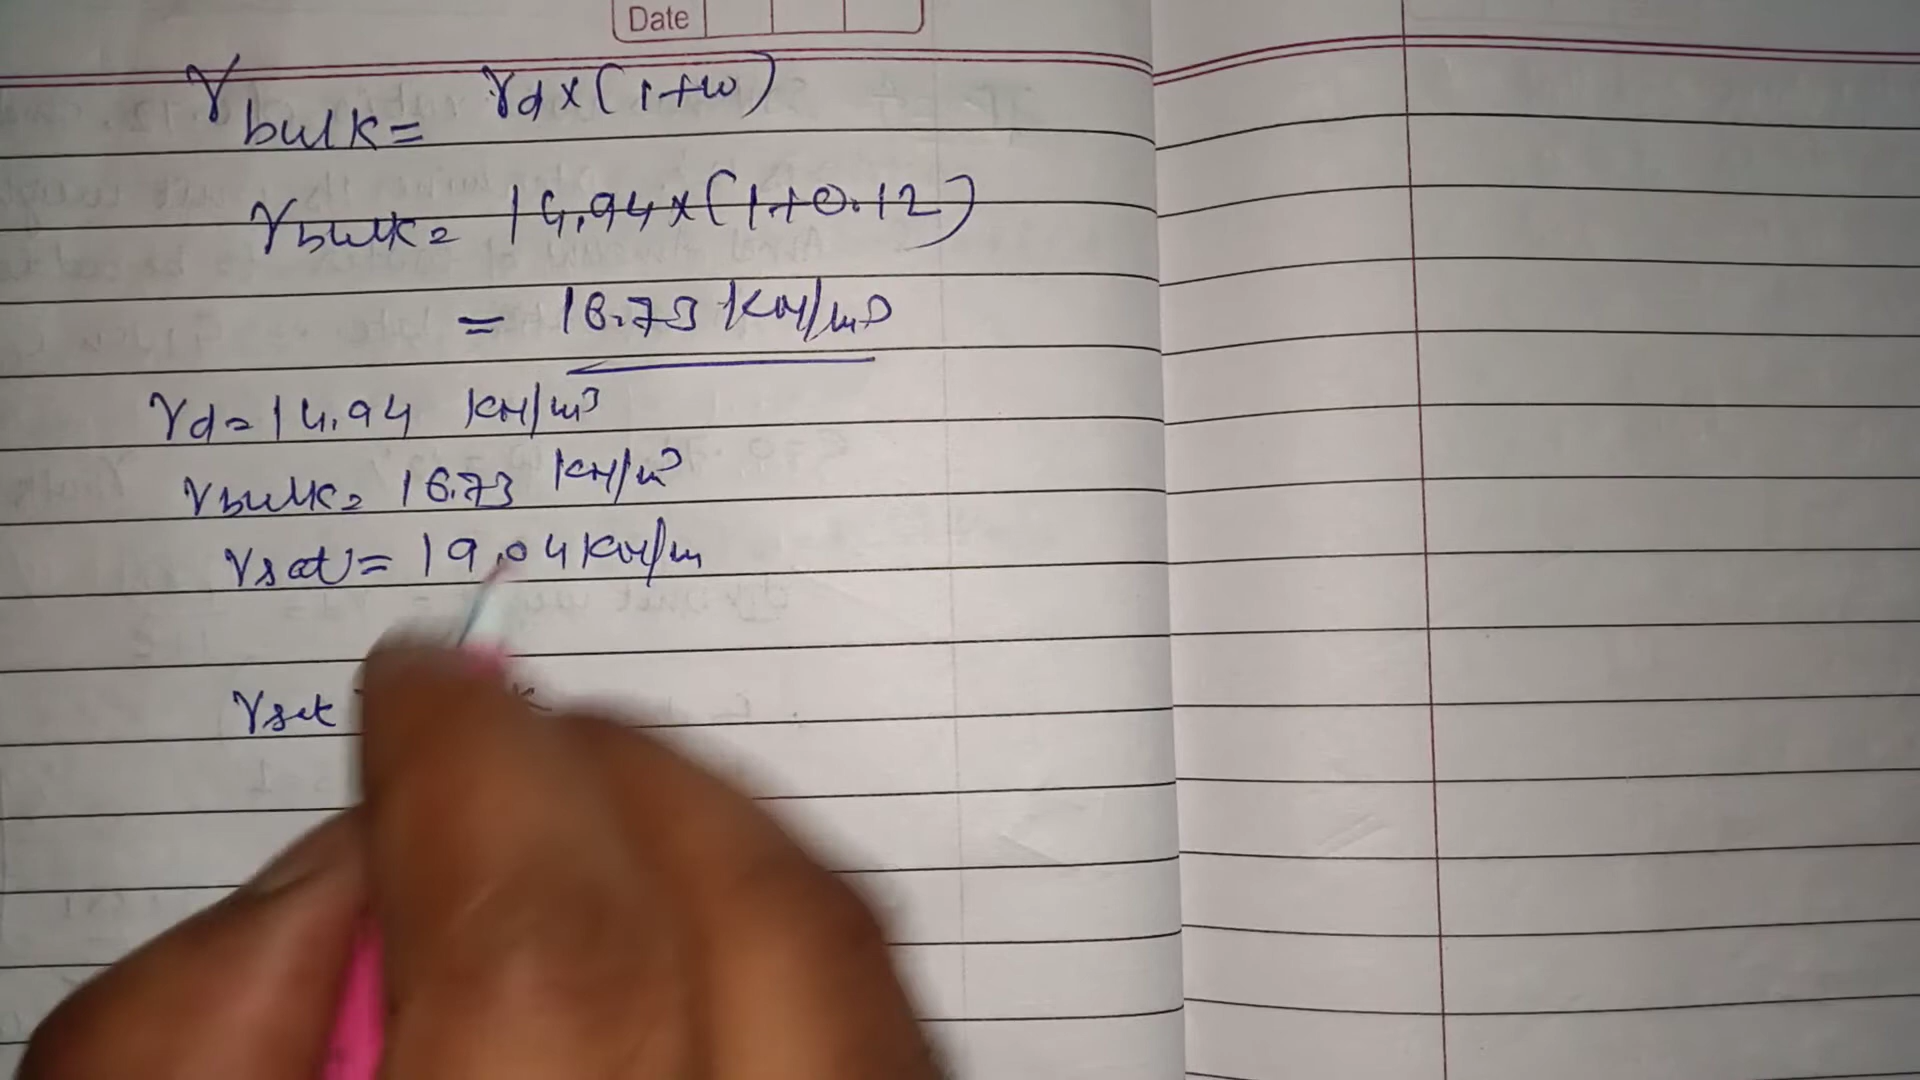 Date
γbulk = γd × (1+w)
γbulk = 14.94 × (1+0.12)
= 16.73 KN/m³
γd = 14.94 KN/m³
γbulk = 16.73 KN/m³
γsat = 19.04 KN/m
γsat